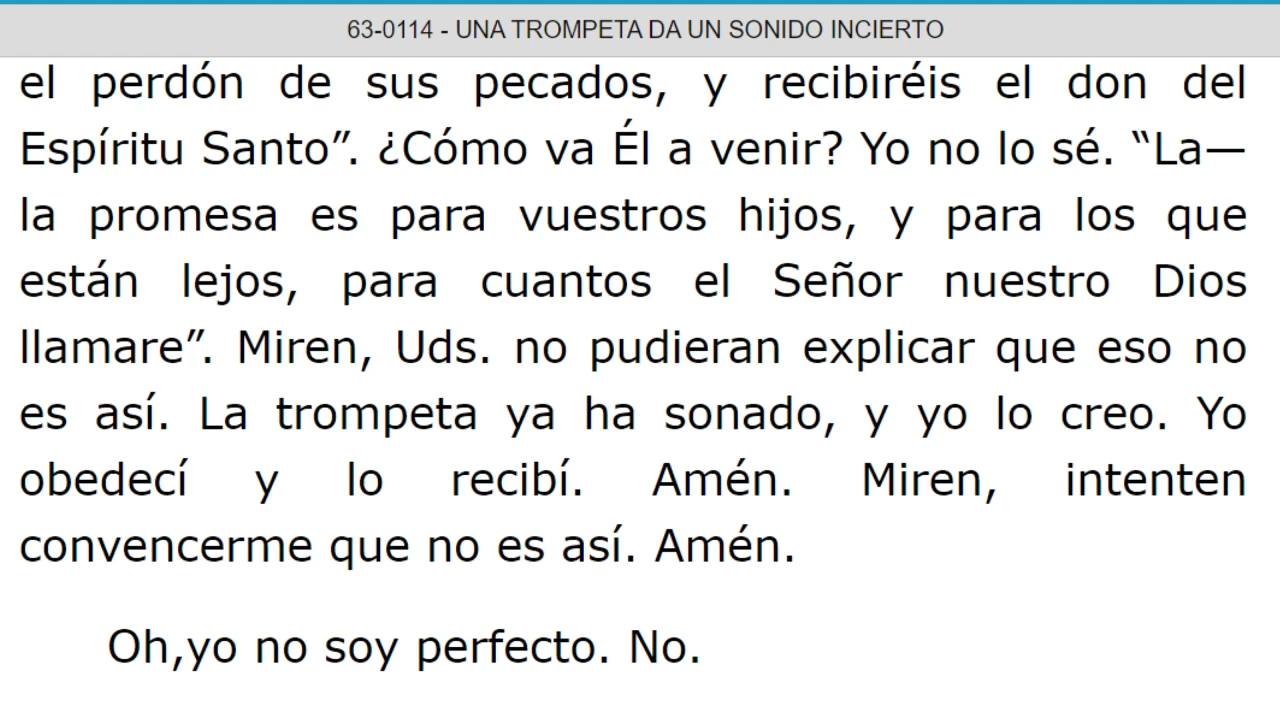 63-0114 - UNA TROMPETA DA UN SONIDO INCIERTO
el perdón de sus pecados, y recibiréis el don del
Espíritu Santo”. ¿Cómo va Él a venir? Yo no lo sé. “La—
la promesa es para vuestros hijos, y para los que
están lejos, para cuantos el Señor nuestro Dios
llamare”. Miren, Uds. no pudieran explicar que eso no
es así. La trompeta ya ha sonado, y yo lo creo. Yo
obedecí y lo recibí. Amén. Miren, intenten
convencerme que no es así. Amén.
Oh,yo no soy perfecto. No.